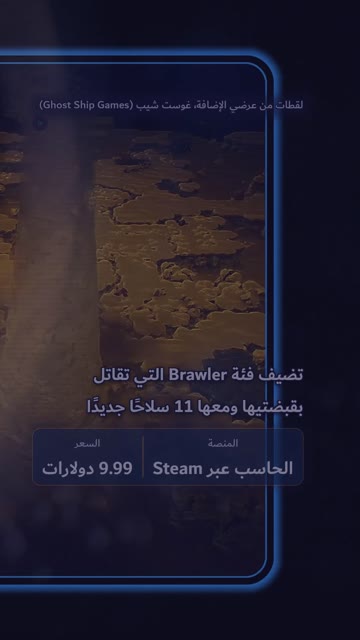 لقطات من عرضي الإضافة، غوست شيب (Ghost Ship Games)
تضيف فئة Brawler التي تقاتل
بقبضتيها ومعها 11 سلاحًا جديدًا
المنصة
الحاسب عبر Steam
السعر
9.99 دولارات